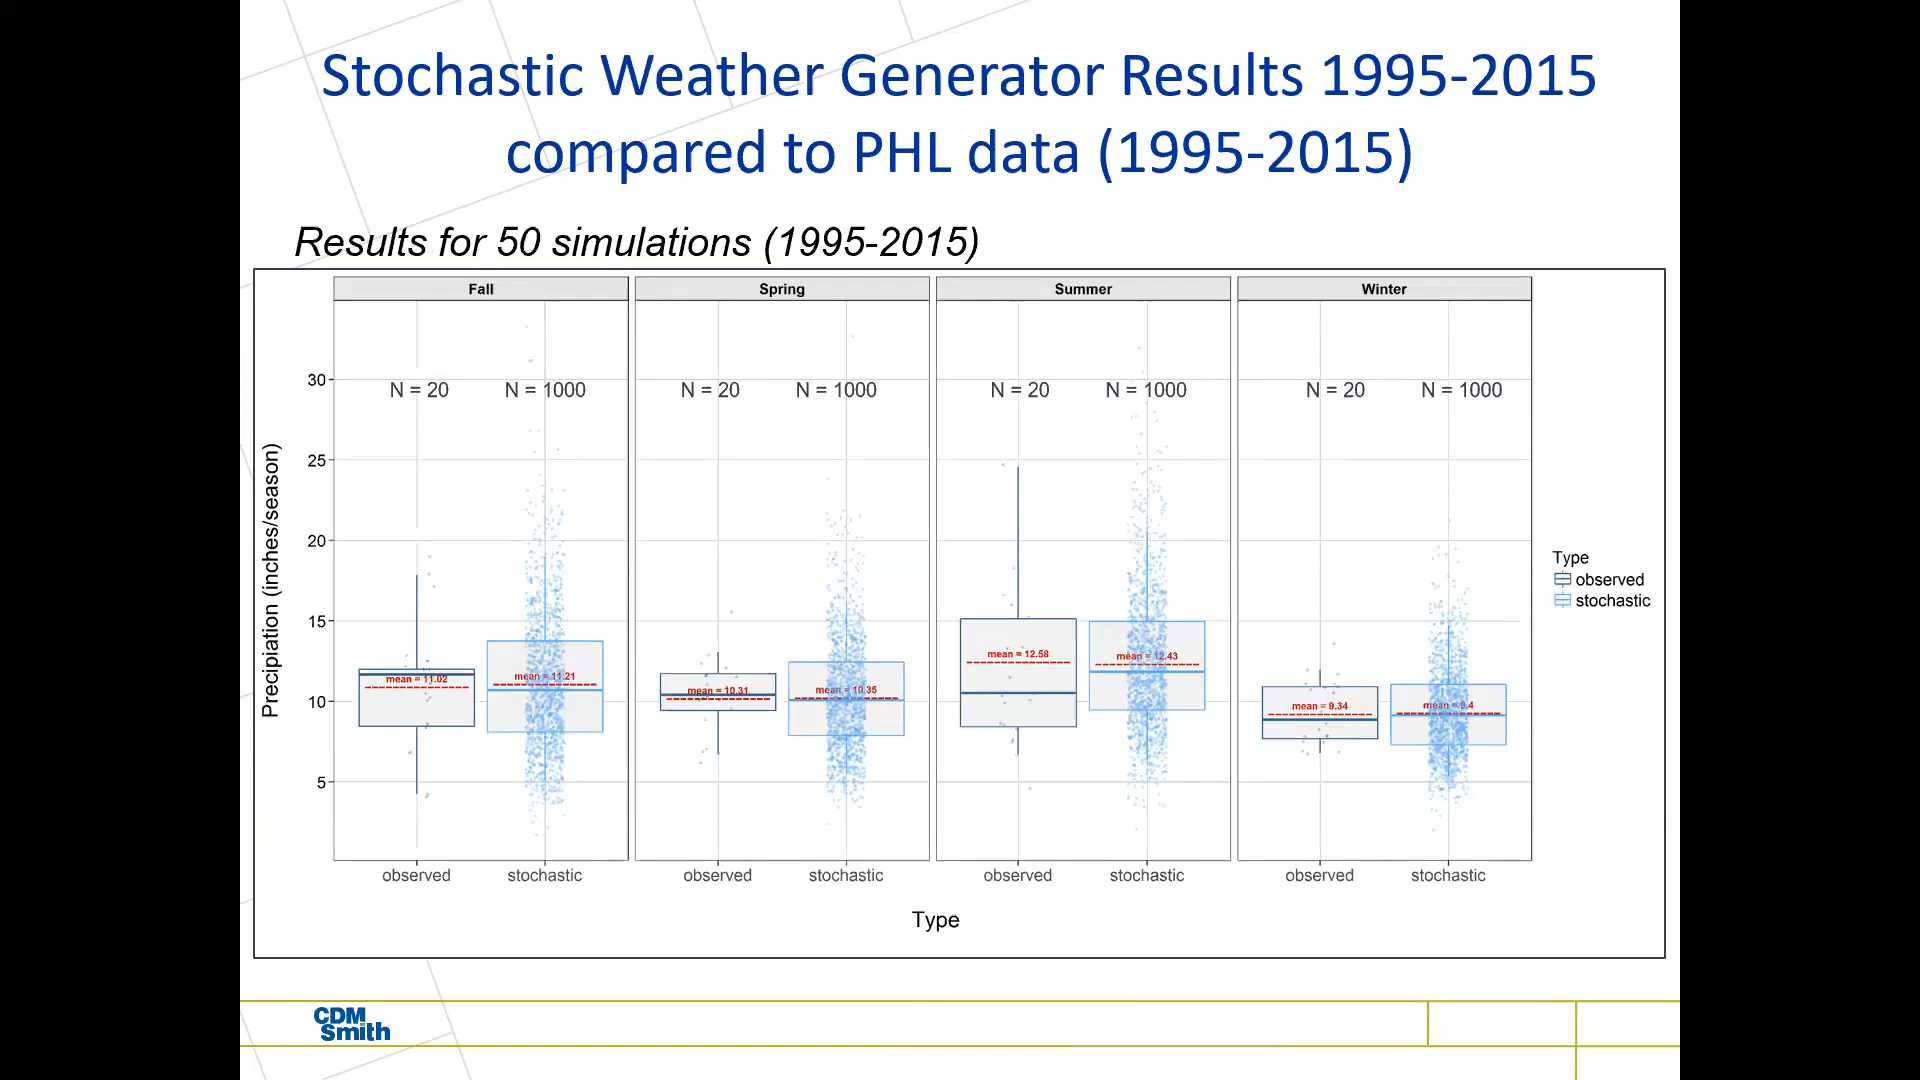 Stochastic Weather Generator Results 1995-2015
compared to PHL data (1995-2015)
Results for 50 simulations (1995-2015)
Fall
Spring
Summer
Winter
N = 20
N = 1000
N = 20
N = 1000
N = 20
N = 1000
N = 20
N = 1000
30
25
20
15
10
5
Precipiation (inches/season)
mean = 11.02
mean = 11.21
mean = 10.31
mean = 10.35
mean = 12.58
mean = 12.43
mean = 9.34
mean = 9.4
observed
stochastic
observed
stochastic
observed
stochastic
observed
stochastic
Type
Type
observed
stochastic
CDM
Smith